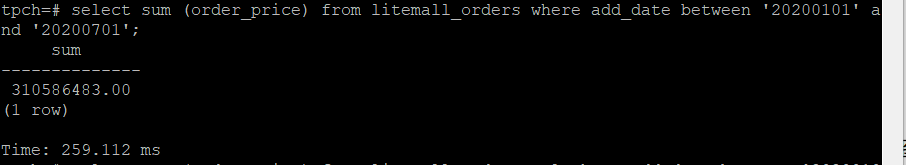 tpch=# select sum (order_price) from litemall_orders where add_date between '20200101' a
nd '20200701';
sum
--------------
310586483.00
(1 row)
Time: 259.112 ms